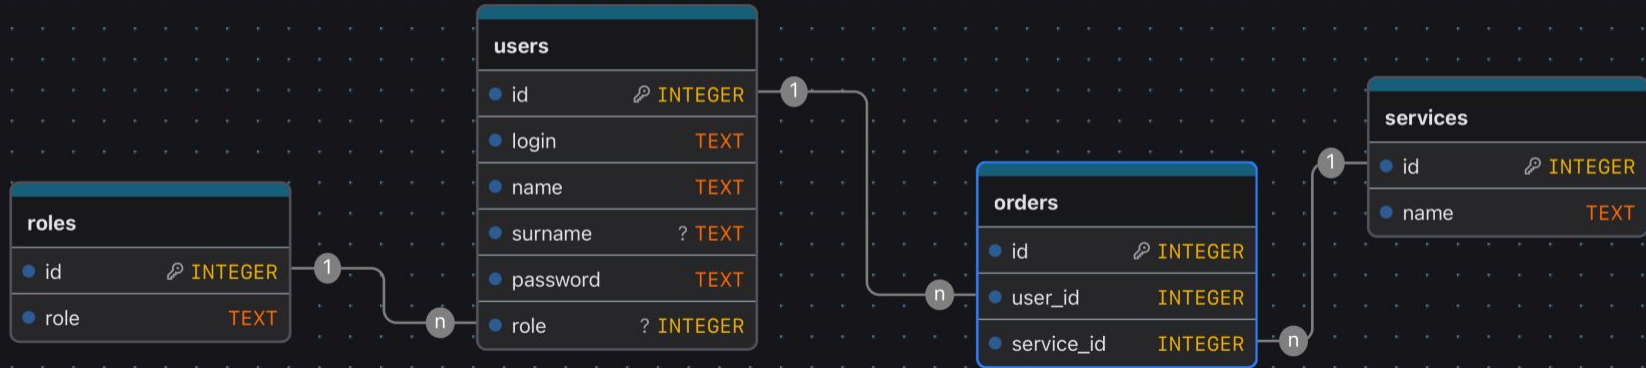 roles
id INTEGER
role TEXT
1
n
users
id INTEGER
login TEXT
name TEXT
surname ? TEXT
password TEXT
role ? INTEGER
1
n
orders
id INTEGER
user_id INTEGER
service_id INTEGER
n
1
services
id INTEGER
name TEXT